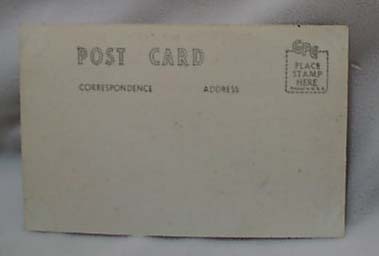 POST CARD
CORRESPONDENCE
ADDRESS
PLACE
STAMP
HERE